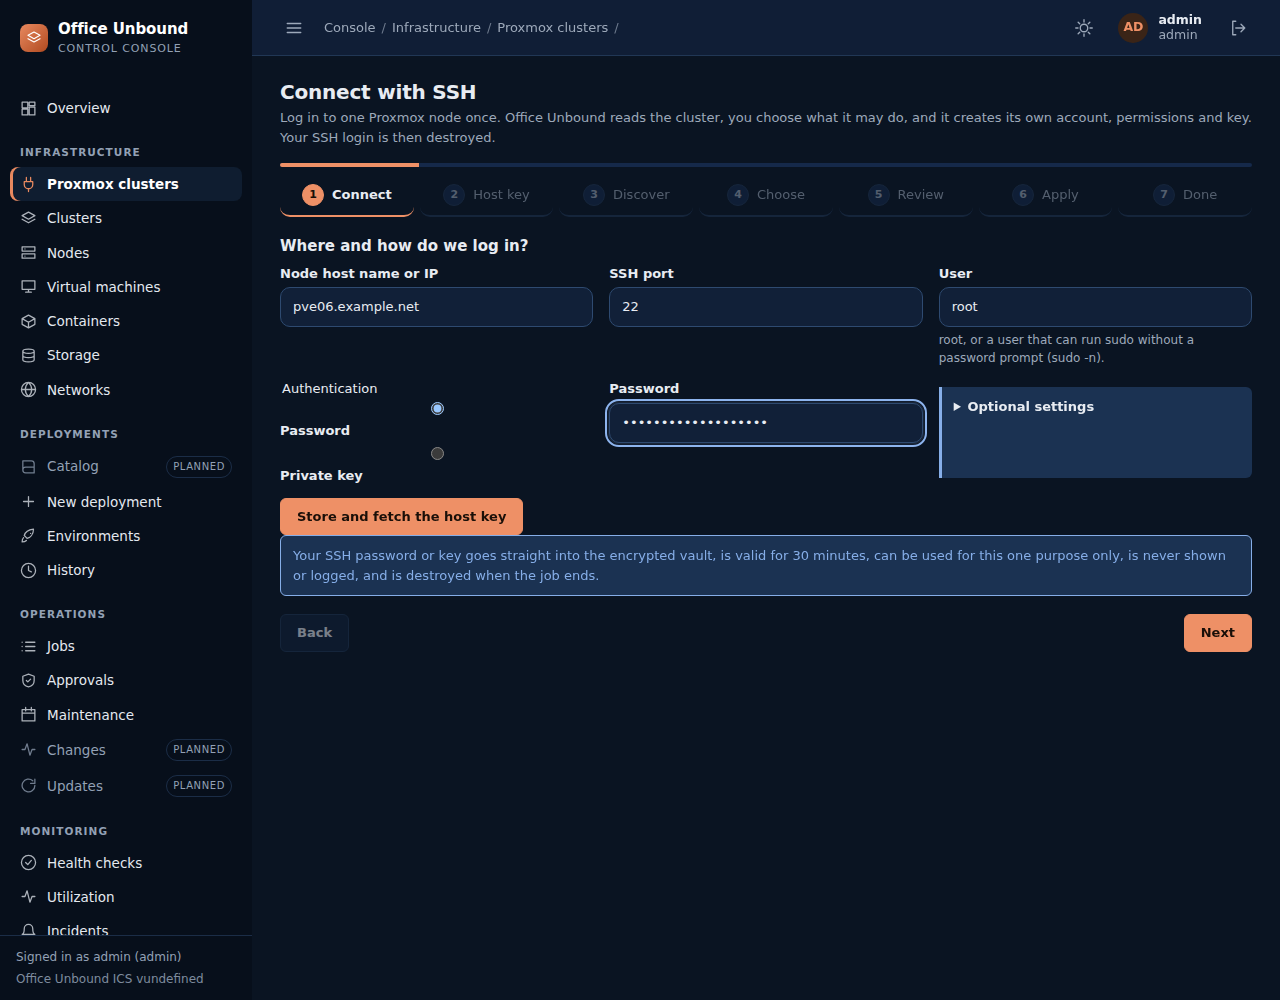 Office Unbound
CONTROL CONSOLE
Overview
INFRASTRUCTURE
Proxmox clusters
Clusters
Nodes
Virtual machines
Containers
Storage
Networks
DEPLOYMENTS
Catalog PLANNED
New deployment
Environments
History
OPERATIONS
Jobs
Approvals
Maintenance
Changes PLANNED
Updates PLANNED
MONITORING
Health checks
Utilization
Incidents
Signed in as admin (admin)
Office Unbound ICS vundefined
Console / Infrastructure / Proxmox clusters /
AD
admin
admin
Connect with SSH
Log in to one Proxmox node once. Office Unbound reads the cluster, you choose what it may do, and it creates its own account, permissions and key.
Your SSH login is then destroyed.
1 Connect 2 Host key 3 Discover 4 Choose 5 Review 6 Apply 7 Done
Where and how do we log in?
Node host name or IP
pve06.example.net
SSH port
22
User
root
root, or a user that can run sudo without a
password prompt (sudo -n).
Authentication
Password
Private key
Password
•••••••••••••••••••
Optional settings
Store and fetch the host key
Your SSH password or key goes straight into the encrypted vault, is valid for 30 minutes, can be used for this one purpose only, is never shown
or logged, and is destroyed when the job ends.
Back
Next